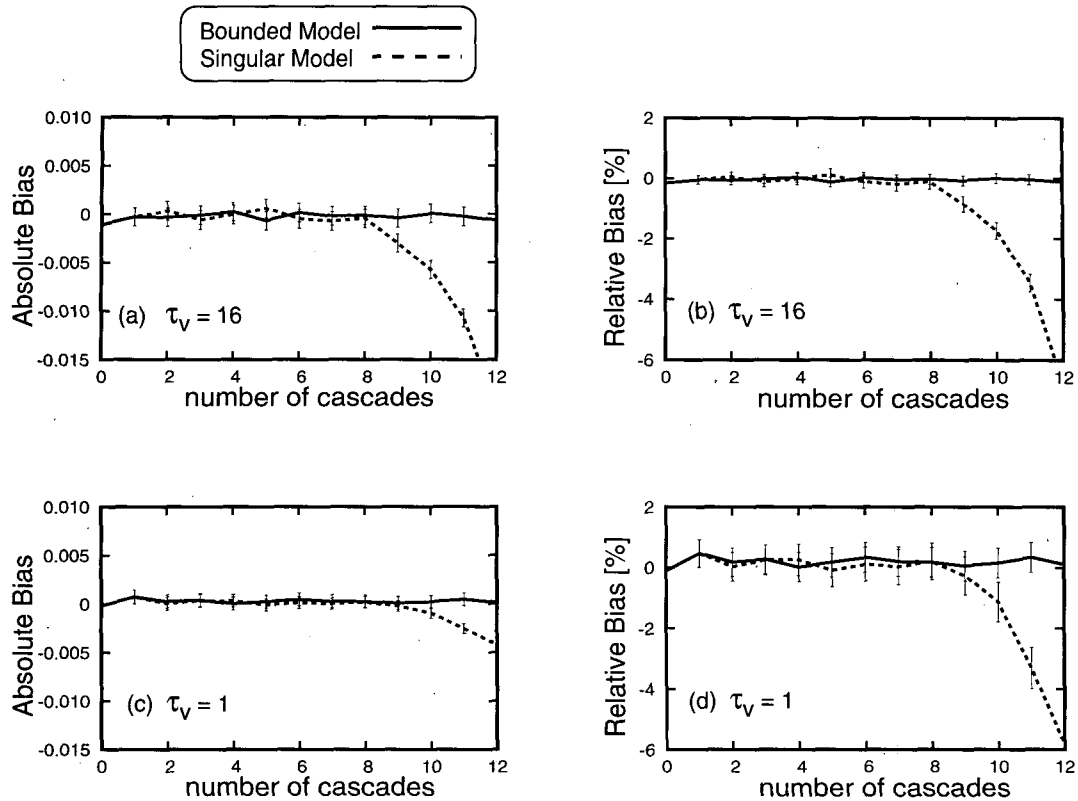 Bounded Model
Singular Model
0.010
0.005
0
-0.005
-0.010
-0.015
Absolute Bias
(a) τv = 16
0 2 4 6 8 10 12
number of cascades
2
0
-2
-4
-6
Relative Bias [%]
(b) τv = 16
0 2 4 6 8 10 12
number of cascades
0.010
0.005
0
-0.005
-0.010
-0.015
Absolute Bias
(c) τv = 1
0 2 4 6 8 10 12
number of cascades
2
0
-2
-4
-6
Relative Bias [%]
(d) τv = 1
0 2 4 6 8 10 12
number of cascades